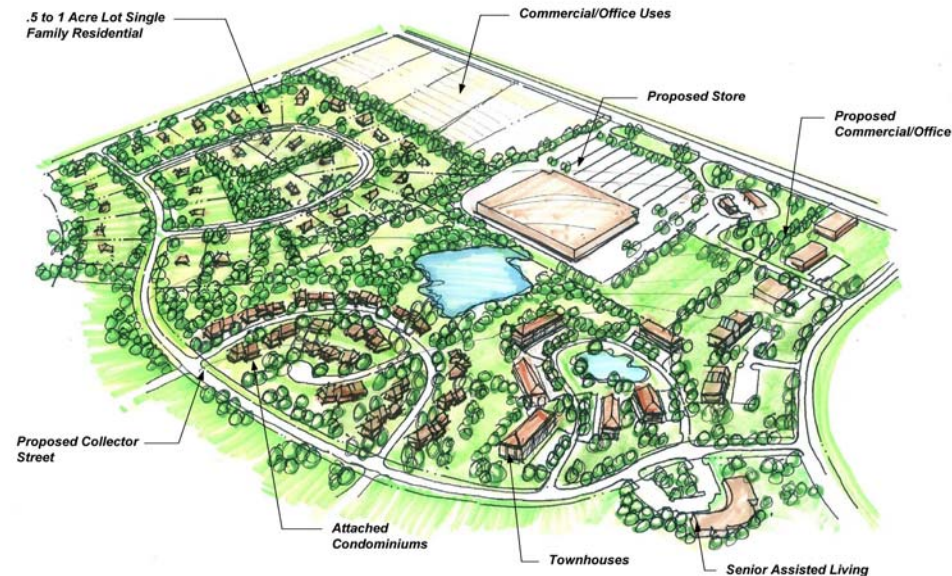 .5 to 1 Acre Lot Single
Family Residential
Commercial/Office Uses
Proposed Store
Proposed
Commercial/Office
Proposed Collector
Street
Attached
Condominiums
Townhouses
Senior Assisted Living